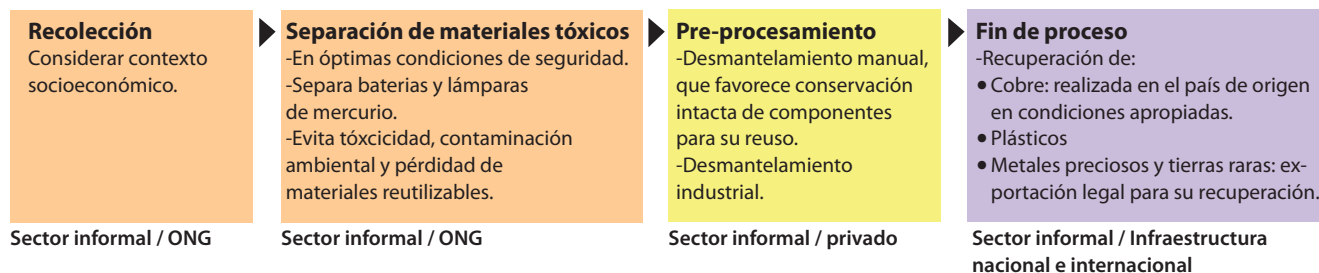 Recolección
Considerar contexto
socioeconómico.
Sector informal / ONG
Separación de materiales tóxicos
-En óptimas condiciones de seguridad.
-Separa baterias y lámparas
de mercurio.
-Evita tóxcicidad, contaminación
ambiental y pérdidad de
materiales reutilizables.
Sector informal / ONG
Pre-procesamiento
-Desmantelamiento manual,
que favorece conservación
intacta de componentes
para su reuso.
-Desmantelamiento
industrial.
Sector informal / privado
Fin de proceso
-Recuperación de:
• Cobre: realizada en el país de origen
en condiciones apropiadas.
• Plásticos
• Metales preciosos y tierras raras: ex-
portación legal para su recuperación.
Sector informal / Infraestructura
nacional e internacional